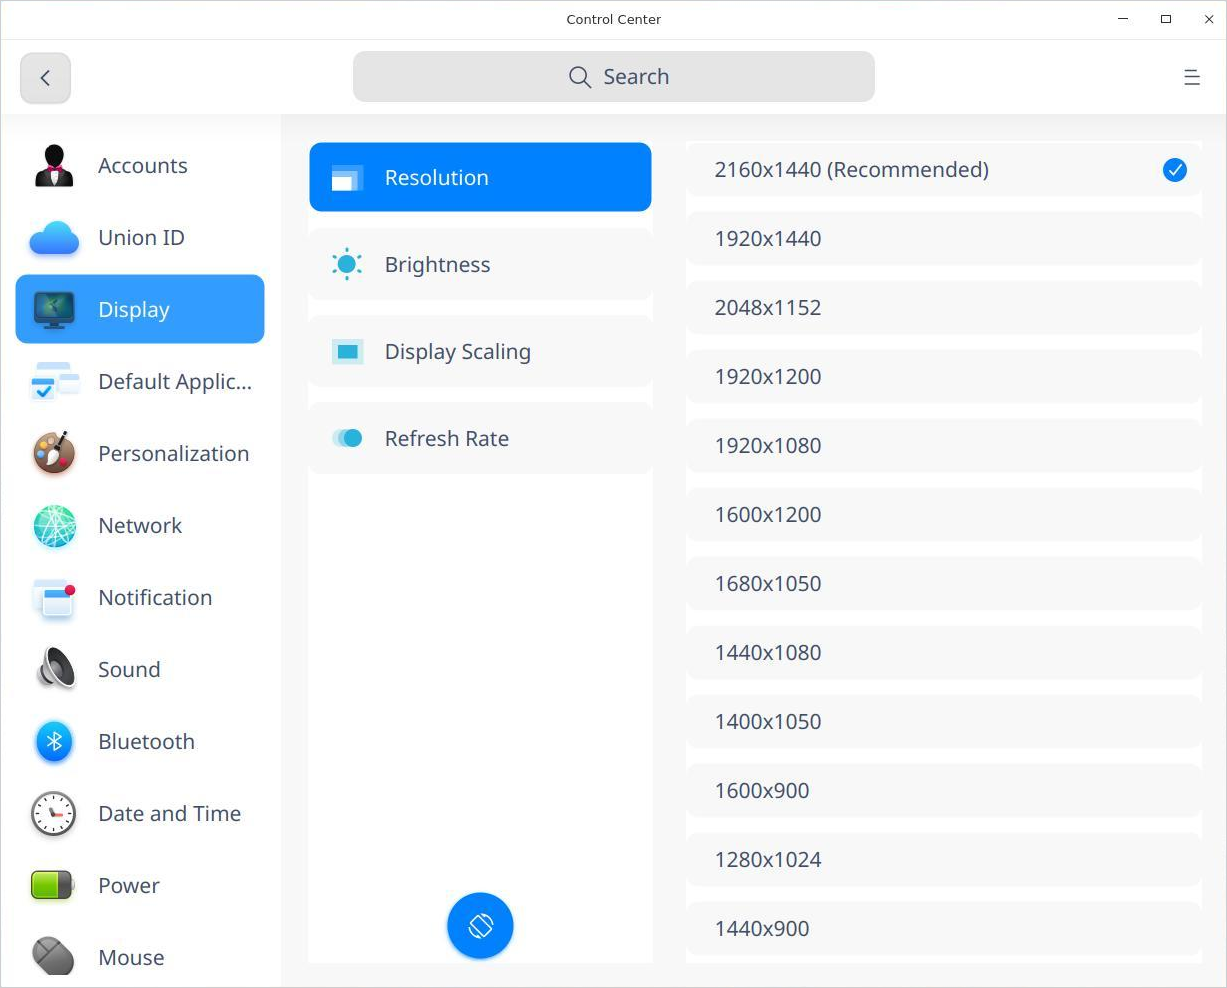 Control Center
Search
Accounts
Union ID
Display
Default Applic...
Personalization
Network
Notification
Sound
Bluetooth
Date and Time
Power
Mouse
Resolution
Brightness
Display Scaling
Refresh Rate
2160x1440 (Recommended)
1920x1440
2048x1152
1920x1200
1920x1080
1600x1200
1680x1050
1440x1080
1400x1050
1600x900
1280x1024
1440x900